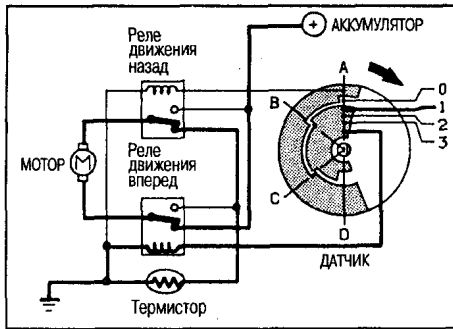 АККУМУЛЯТОР
Реле
движения
назад
A
0
1
2
3
B
МОТОР
M
Реле
движения
вперед
C
D
ДАТЧИК
Термистор